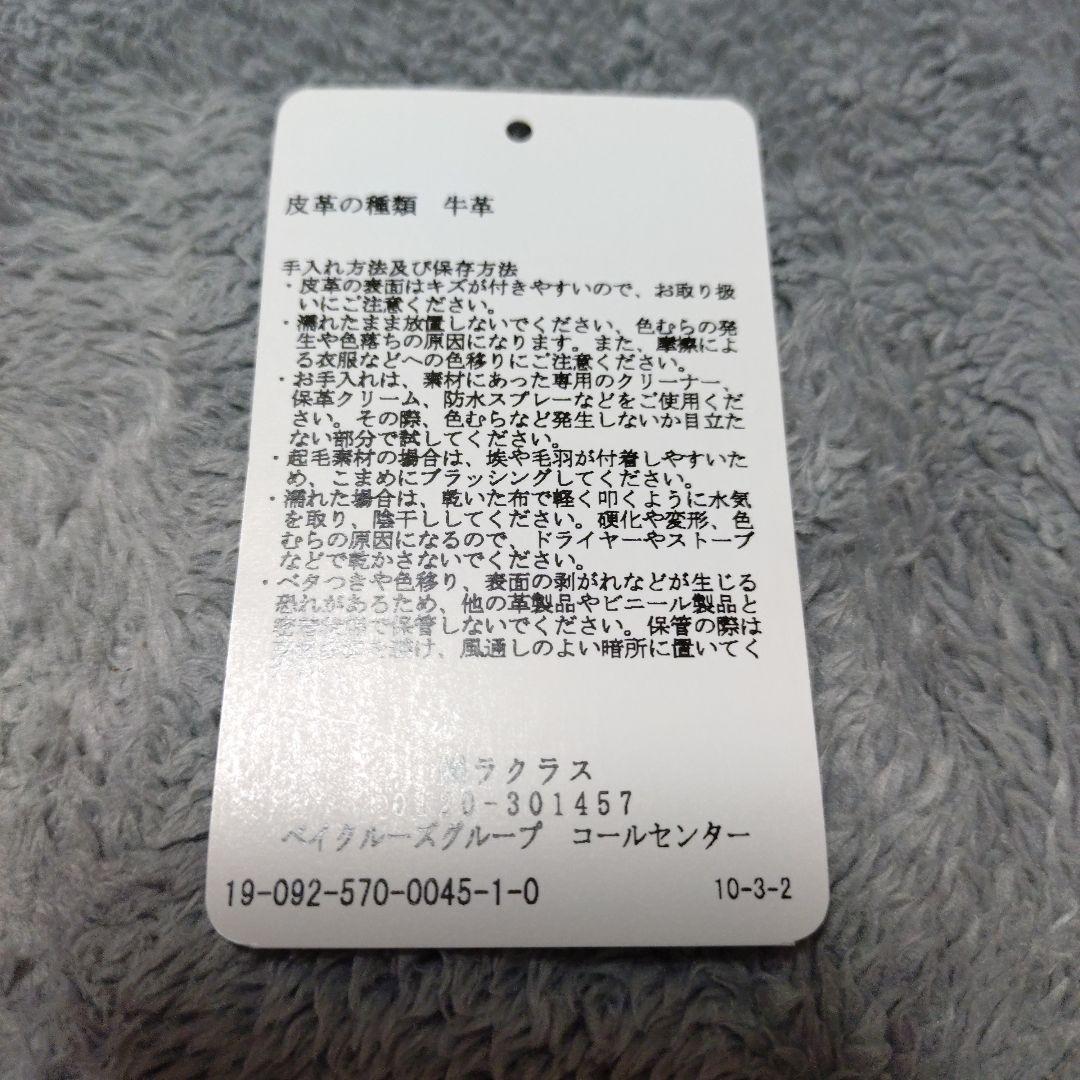 皮革の種類　牛革
手入れ方法及び保存方法
・皮革の表面はキズが付きやすいので、お取り扱
いにご注意ください。
・濡れたまま放置しないでください、色むらの発
生や色落ちの原因になります。また、摩擦によ
る衣服などへの色移りにご注意ください。
・お手入れは、素材にあった専用のクリーナー、
保革クリーム、防水スプレーなどをご使用くだ
さい。その際、色むらなど発生しないか目立た
ない部分で試してください。
・起毛素材の場合は、埃や毛羽が付着しやすいた
め、こまめにブラッシングしてください。
・濡れた場合は、乾いた布で軽く叩くように水気
を取り、陰干ししてください。硬化や変形、色
むらの原因になるので、ドライヤーやストーブ
などで乾かさないでください。
・ベタつきや色移り、表面の剥がれなどが生じる
恐れがあるため、他の革製品やビニール製品と
で保管しないでください。保管の際は
け、風通しのよい暗所に置いてく
ラクラス
-301457
ベイクルーズグループ　コールセンター
19-092-570-0045-1-0
10-3-2